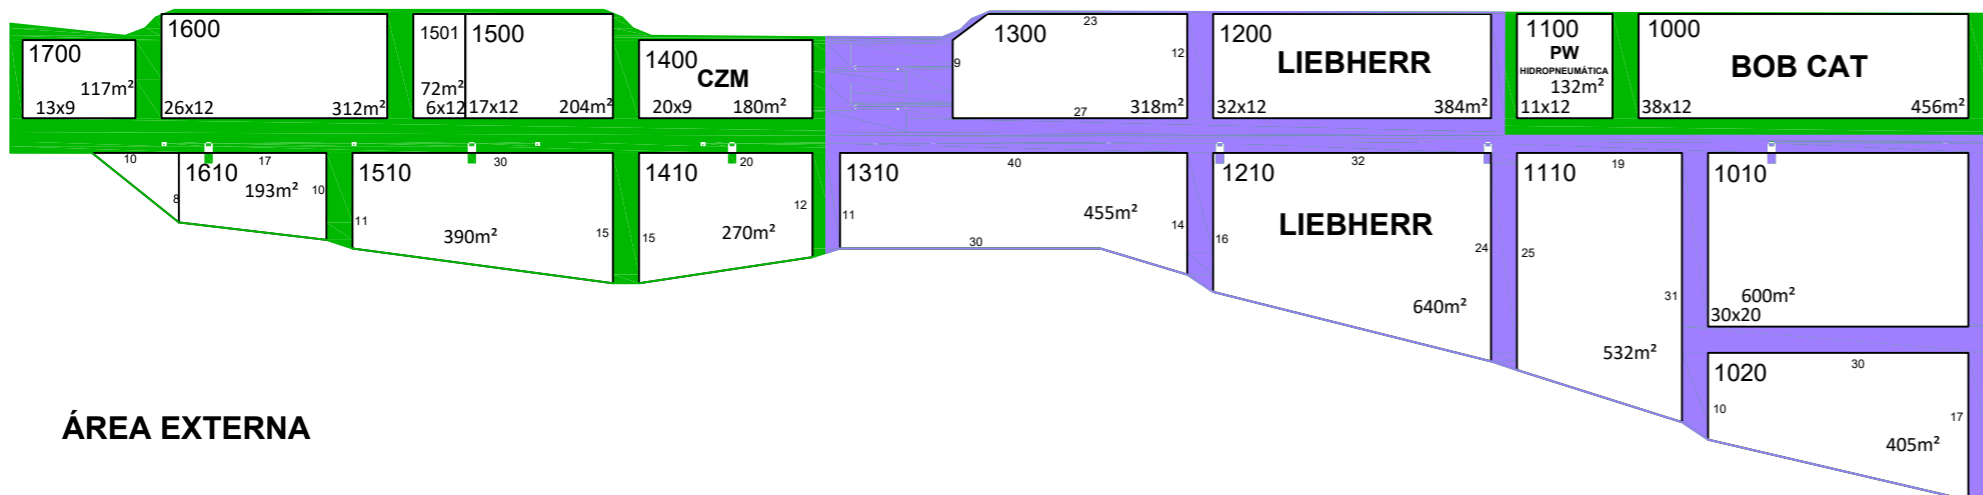 1700
117m²
13x9
1600
26x12
312m²
1501
72m²
6x12
1500
17x12
204m²
1400
CZM
20x9
180m²
1300
23
12
9
27
318m²
1200
LIEBHERR
32x12
384m²
1100
PW
HIDROPNEUMÁTICA
132m²
11x12
1000
BOB CAT
38x12
456m²
10
8
17
1610
193m²
10
1510
30
11
15
390m²
1410
20
12
15
270m²
1310
40
11
455m²
14
30
1210
32
LIEBHERR
16
24
640m²
1110
19
25
31
532m²
1010
600m²
30x20
1020
30
10
17
405m²
ÁREA EXTERNA